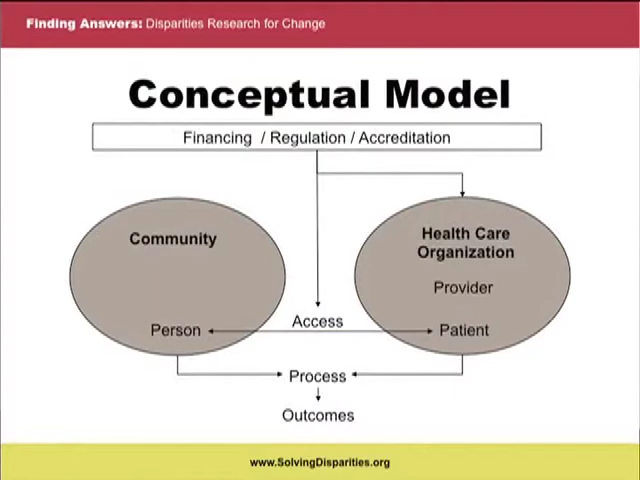 Finding Answers: Disparities Research for Change
Conceptual Model
Financing / Regulation / Accreditation
Community
Health Care
Organization
Provider
Access
Person
Patient
Process
Outcomes
www.SolvingDisparities.org